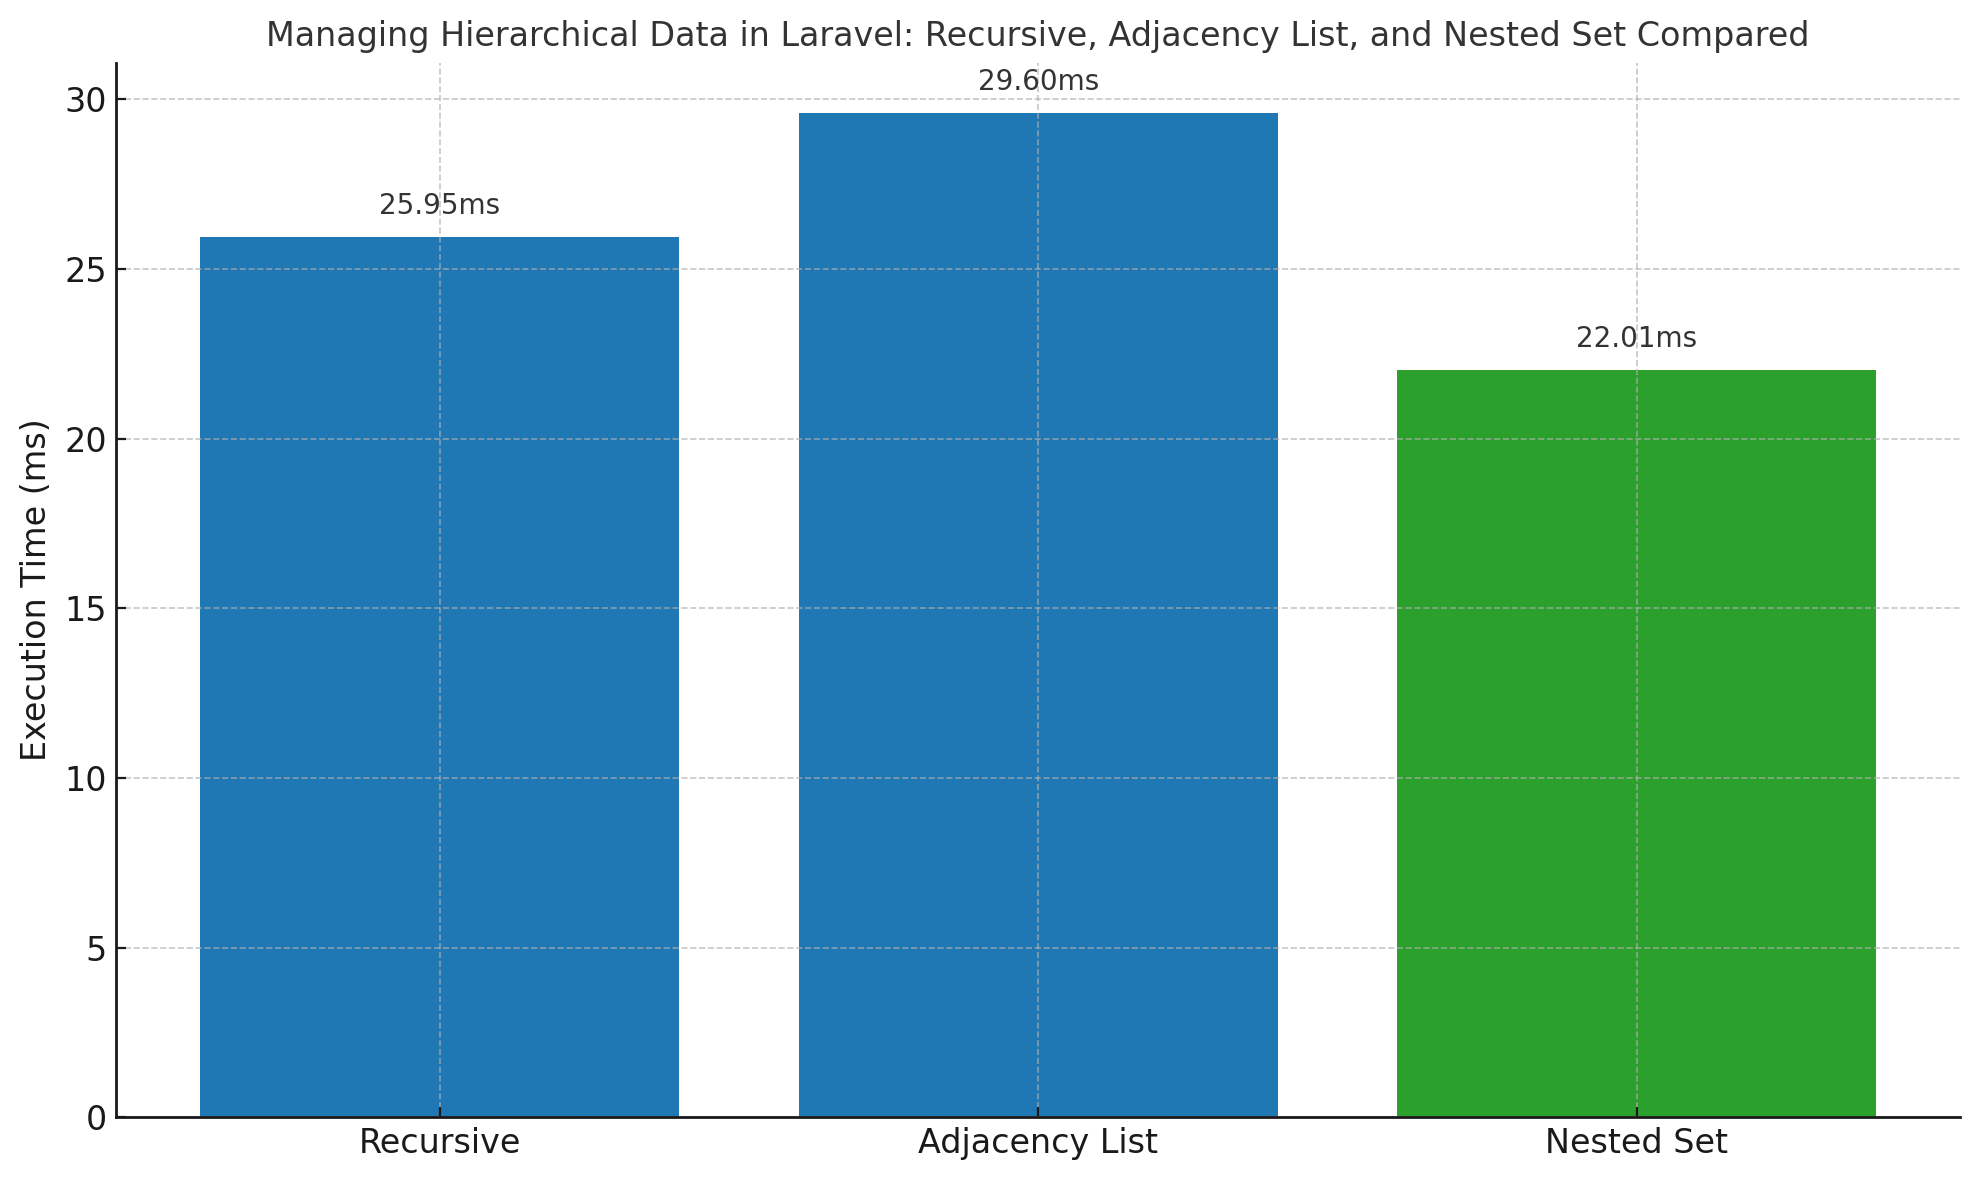 Managing Hierarchical Data in Laravel: Recursive, Adjacency List, and Nested Set Compared
Execution Time (ms)
30
25
20
15
10
5
0
25.95ms
29.60ms
22.01ms
Recursive
Adjacency List
Nested Set